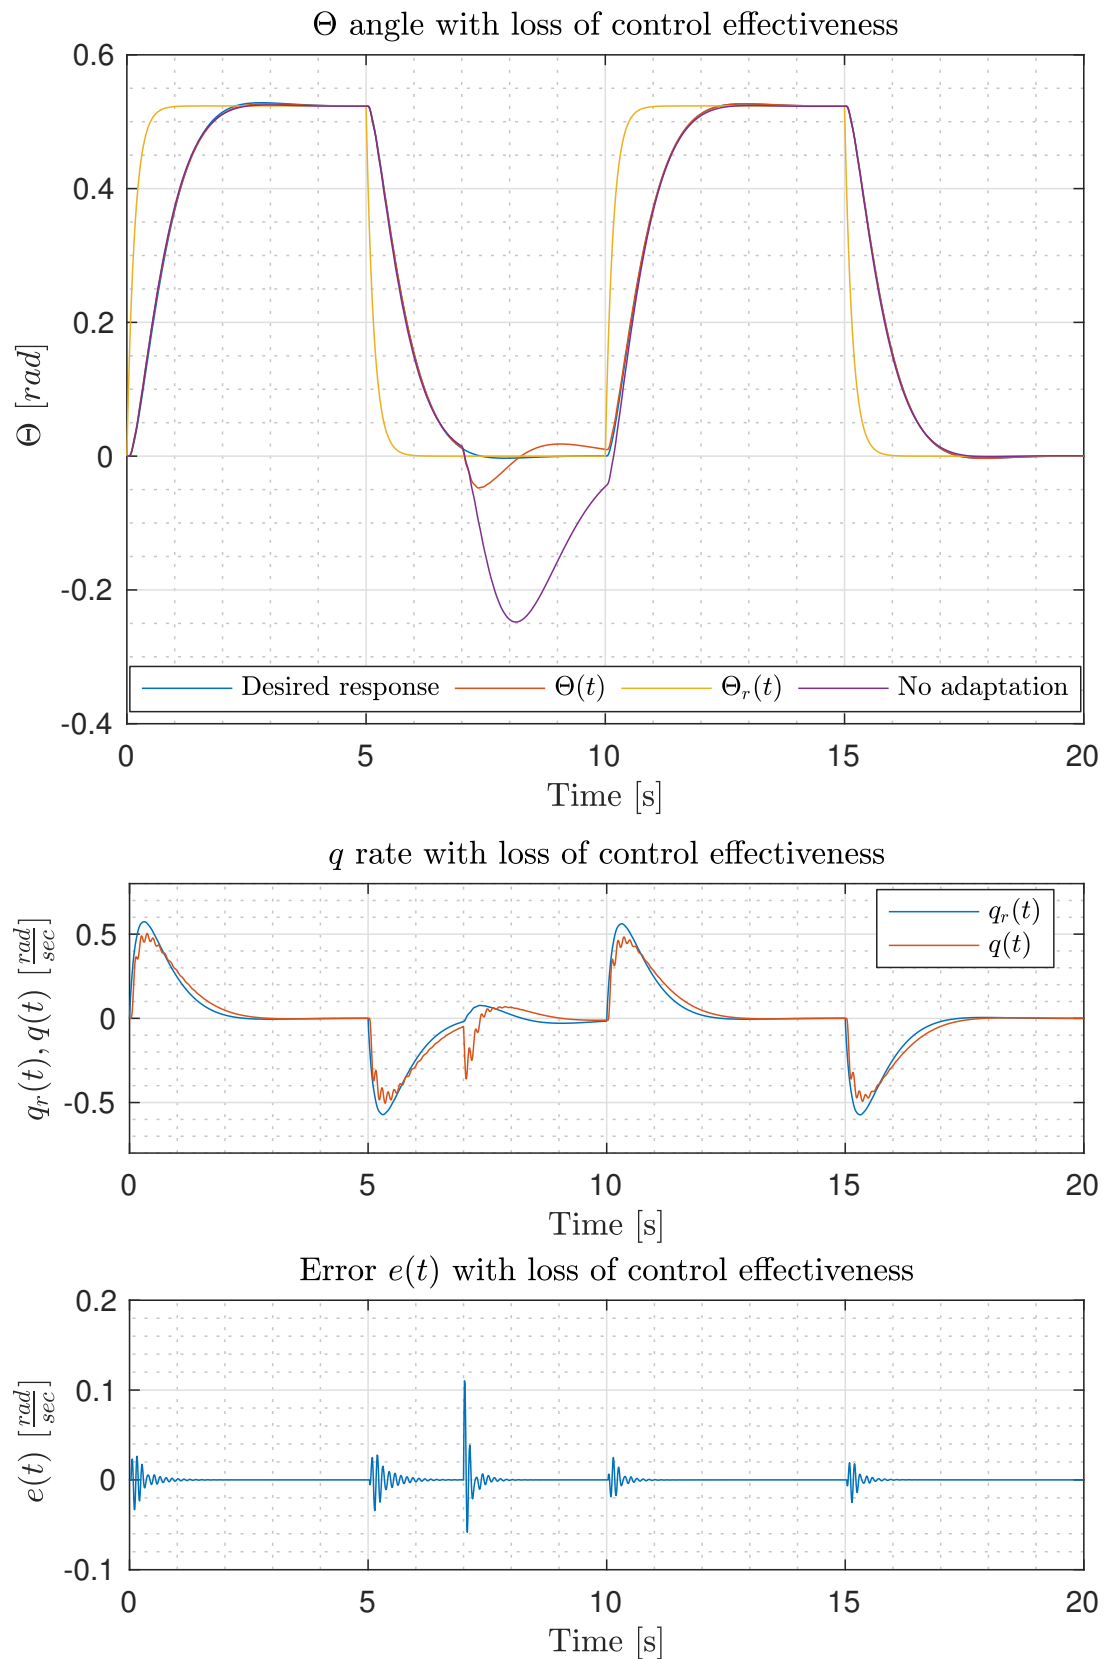 Θ angle with loss of control effectiveness
0.6
0.4
0.2
0
-0.2
-0.4
Θ [rad]
Desired response Θ(t) Θr(t) No adaptation
0 5 10 15 20
Time [s]
q rate with loss of control effectiveness
0.5
0
-0.5
qr(t), q(t) [rad/sec]
qr(t)
q(t)
0 5 10 15 20
Time [s]
Error e(t) with loss of control effectiveness
0.2
0.1
0
-0.1
e(t) [rad/sec]
0 5 10 15 20
Time [s]